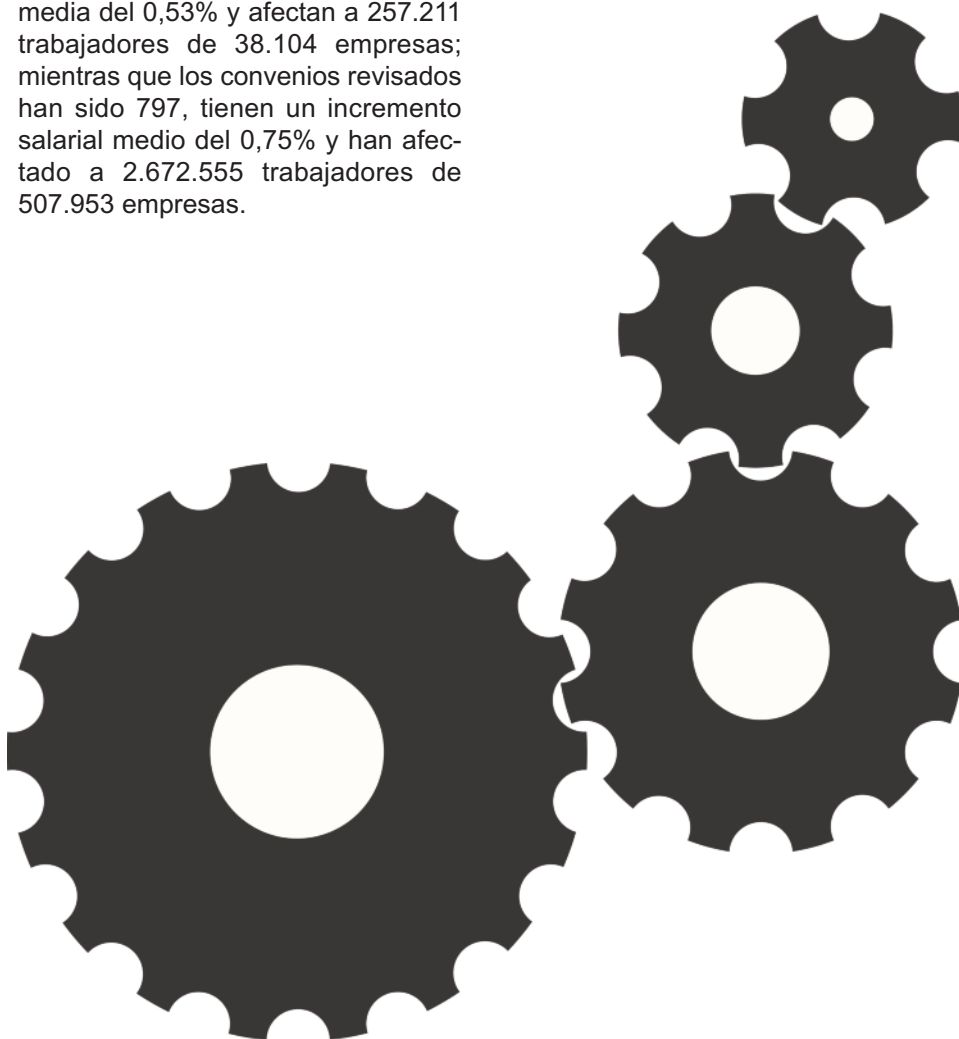 media del 0,53% y afectan a 257.211
trabajadores de 38.104 empresas;
mientras que los convenios revisados
han sido 797, tienen un incremento
salarial medio del 0,75% y han afec-
tado a 2.672.555 trabajadores de
507.953 empresas.